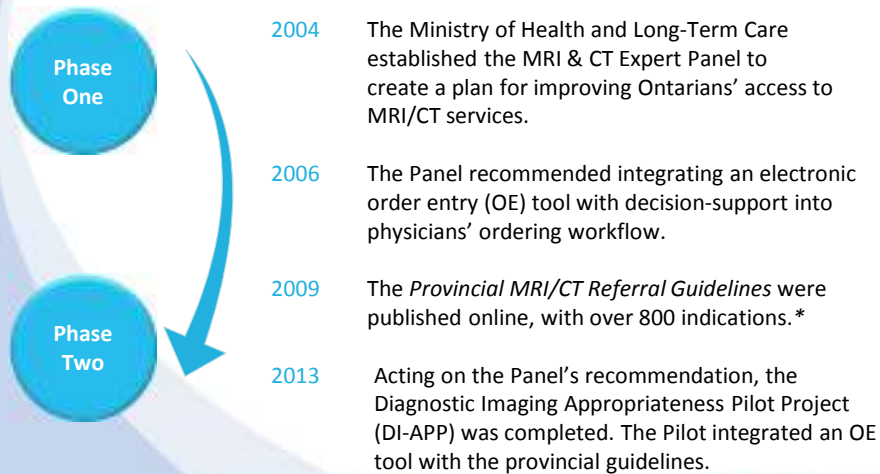 Phase
One
2004 The Ministry of Health and Long-Term Care
established the MRI & CT Expert Panel to
create a plan for improving Ontarians’ access to
MRI/CT services.
2006 The Panel recommended integrating an electronic
order entry (OE) tool with decision-support into
physicians’ ordering workflow.
Phase
Two
2009 The Provincial MRI/CT Referral Guidelines were
published online, with over 800 indications.*
2013 Acting on the Panel’s recommendation, the
Diagnostic Imaging Appropriateness Pilot Project
(DI-APP) was completed. The Pilot integrated an OE
tool with the provincial guidelines.